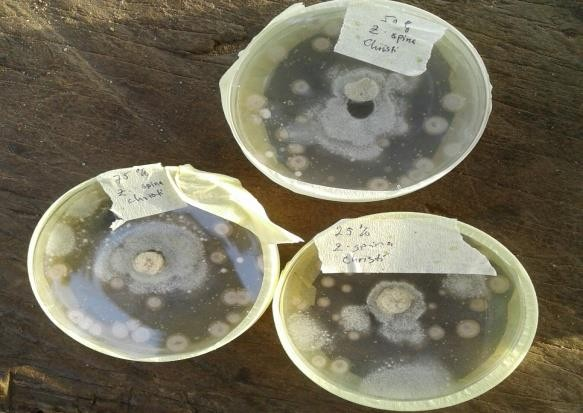 50 %
Z. spina
Christi
75 %
Z. spina
Christi
25 %
Z. spina
Christi